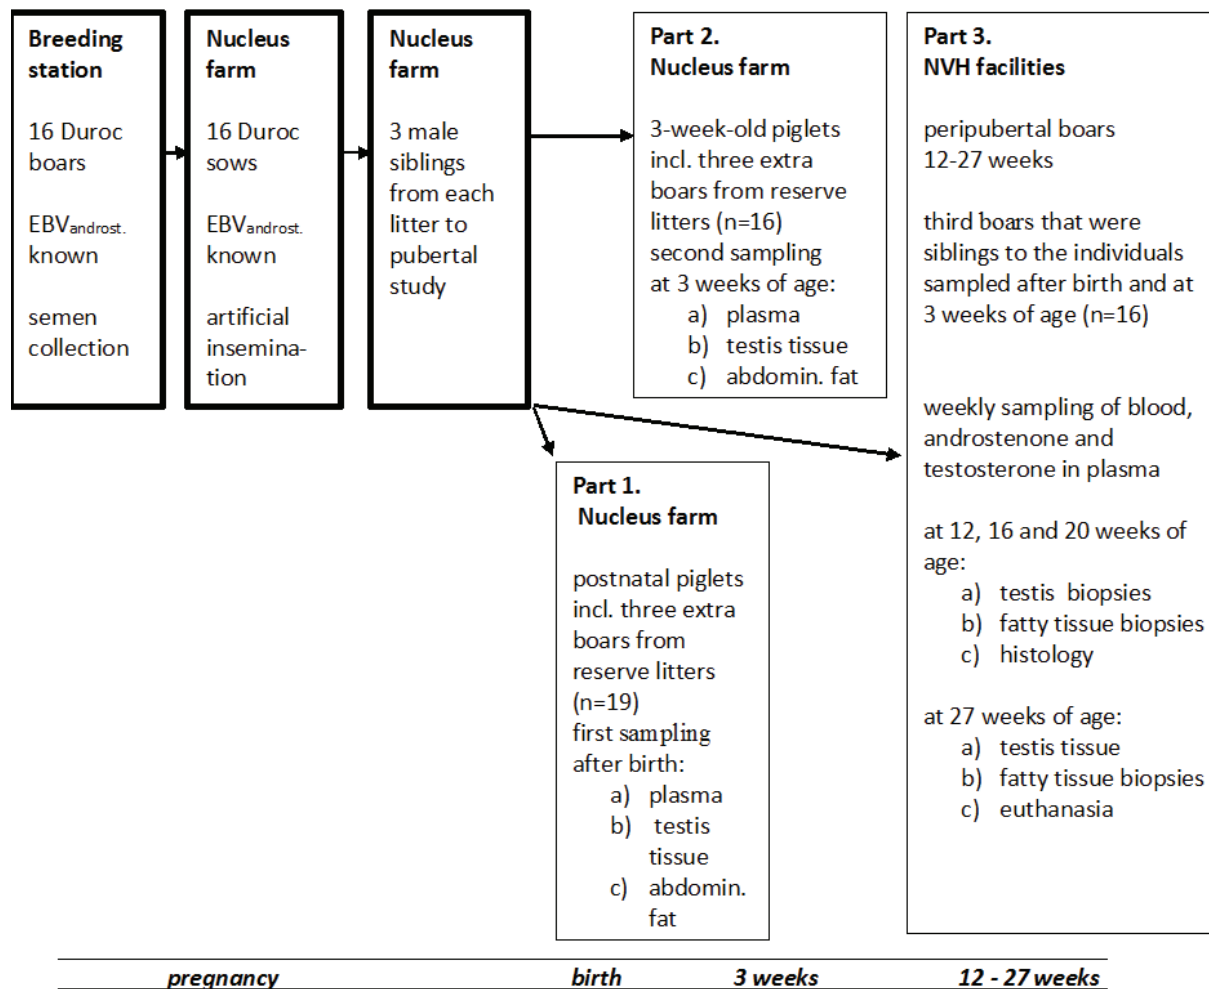 Breeding
station
16 Duroc
boars
EBVandrost.
known
semen
collection
Nucleus
farm
16 Duroc
sows
EBVandrost.
known
artificial
insemina-
tion
Nucleus
farm
3 male
siblings
from each
litter to
pubertal
study
Part 2.
Nucleus farm
3-week-old piglets
incl. three extra
boars from reserve
litters (n=16)
second sampling
at 3 weeks of age:
a) plasma
b) testis tissue
c) abdomin. fat
Part 1.
Nucleus farm
postnatal piglets
incl. three extra
boars from
reserve litters
(n=19)
first sampling
after birth:
a) plasma
b) testis
tissue
c) abdomin.
fat
Part 3.
NVH facilities
peripubertal boars
12-27 weeks
third boars that were
siblings to the individuals
sampled after birth and at
3 weeks of age (n=16)
weekly sampling of blood,
androstenone and
testosterone in plasma
at 12, 16 and 20 weeks of
age:
a) testis biopsies
b) fatty tissue biopsies
c) histology
at 27 weeks of age:
a) testis tissue
b) fatty tissue biopsies
c) euthanasia
pregnancy birth 3 weeks 12 - 27 weeks